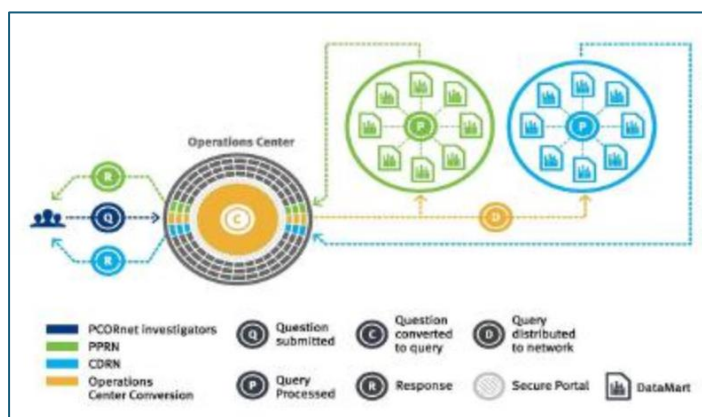 P
P
Operations Center
R
Q
C
D
R
PCORnet investigators
PPRN
CDRN
Operations
Center Conversion
Q
Question
submitted
C
Question
converted
to query
D
Query
distributed
to network
P
Query
Processed
R
Response
Secure Portal
DataMart